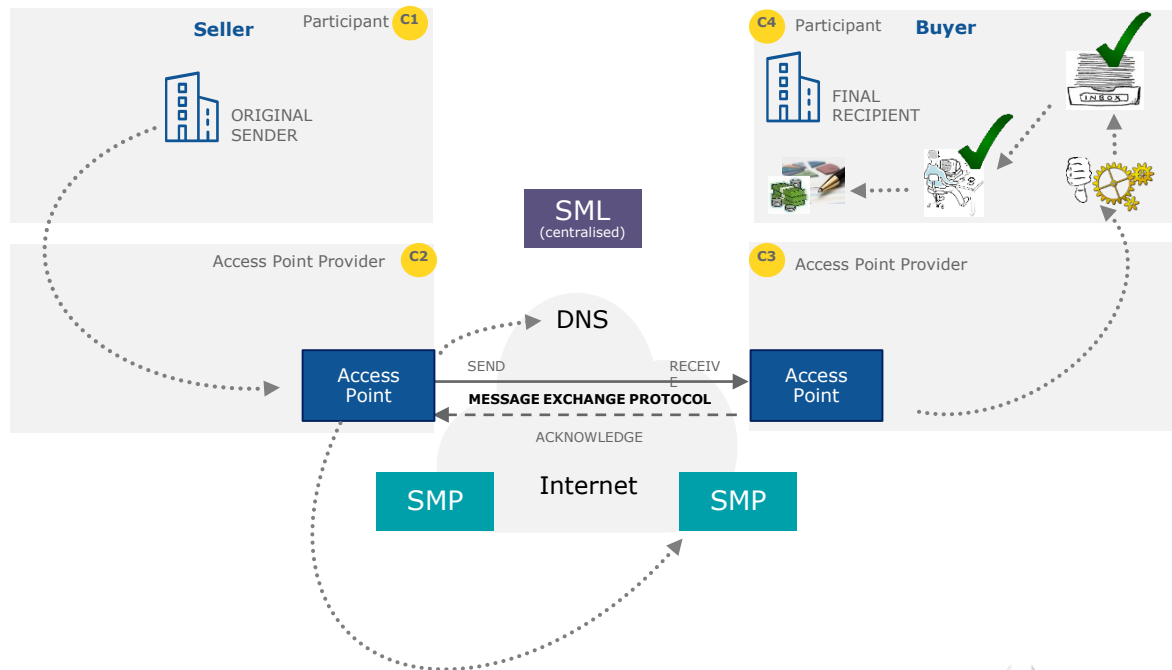 Seller
Participant
C1
ORIGINAL
SENDER
C4
Participant
Buyer
INBOX
FINAL
RECIPIENT
SML
(centralised)
Access Point Provider
C2
C3
Access Point Provider
DNS
Access
Point
SEND
RECEIV
E
MESSAGE EXCHANGE PROTOCOL
ACKNOWLEDGE
Access
Point
Internet
SMP
SMP